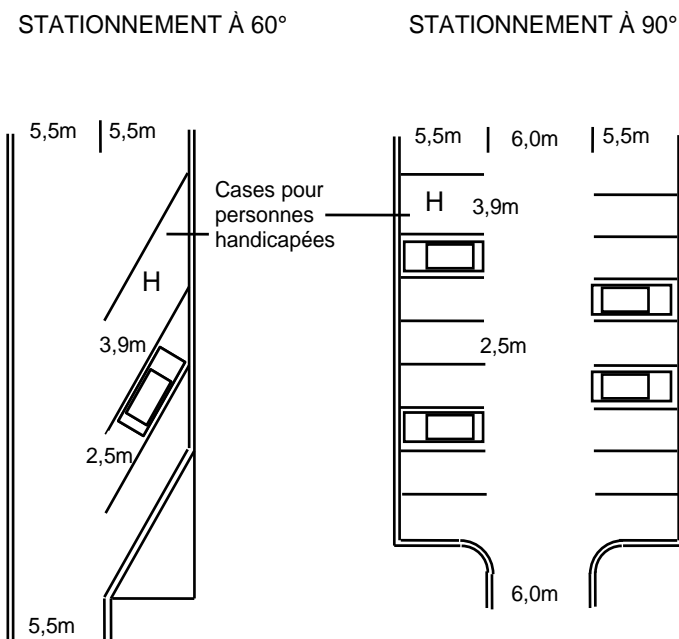 STATIONNEMENT À 60°
STATIONNEMENT À 90°
5,5m
5,5m
5,5m
6,0m
5,5m
Cases pour
personnes
handicapées
H
3,9m
H
3,9m
2,5m
2,5m
6,0m
5,5m